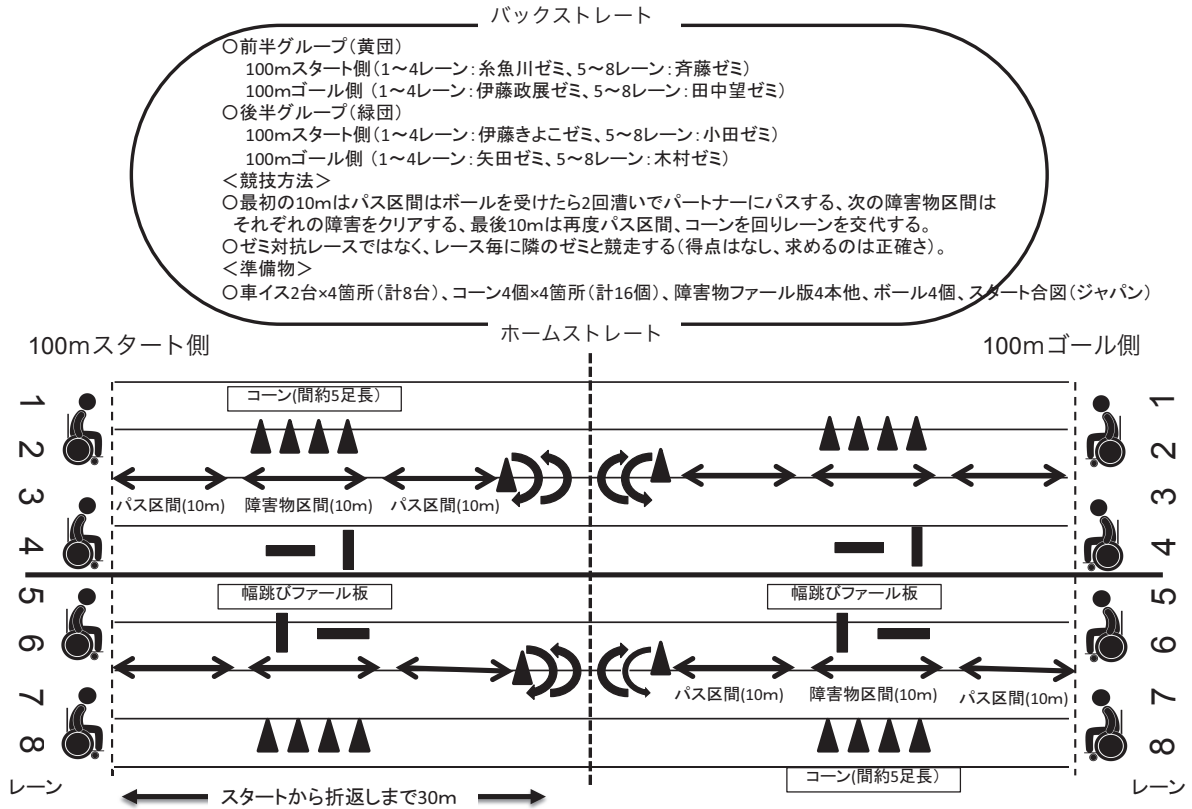 バックストレート
〇前半グループ(黄団)
100mスタート側(1～4レーン:糸魚川ゼミ、5～8レーン:斉藤ゼミ)
100mゴール側(1～4レーン:伊藤政展ゼミ、5～8レーン:田中望ゼミ)
〇後半グループ(緑団)
100mスタート側(1～4レーン:伊藤きよこゼミ、5～8レーン:小田ゼミ)
100mゴール側 (1～4レーン:矢田ゼミ、5～8レーン:木村ゼミ)
＜競技方法＞
〇最初の10mはパス区間はボールを受けたら2回漕いでパートナーにパスする、次の障害物区間は
それぞれの障害をクリアする、最後10mは再度パス区間、コーンを回りレーンを交代する。
〇ゼミ対抗レースではなく、レース毎に隣のゼミと競走する(得点はなし、求めるのは正確さ)。
＜準備物＞
〇車イス2台×4箇所(計8台)、コーン4個×4箇所(計16個)、障害物ファール版4本他、ボール4個、スタート合図(ジャパン)
ホームストレート
100mスタート側
100mゴール側
コーン(間約5足長)
1
1
2
2
3
3
パス区間(10m)
障害物区間(10m)
パス区間(10m)
4
4
5
幅跳びファール板
幅跳びファール板
5
6
6
7
パス区間(10m)
障害物区間(10m)
パス区間(10m)
7
8
8
レーン
コーン(間約5足長)
レーン
スタートから折返しまで30m